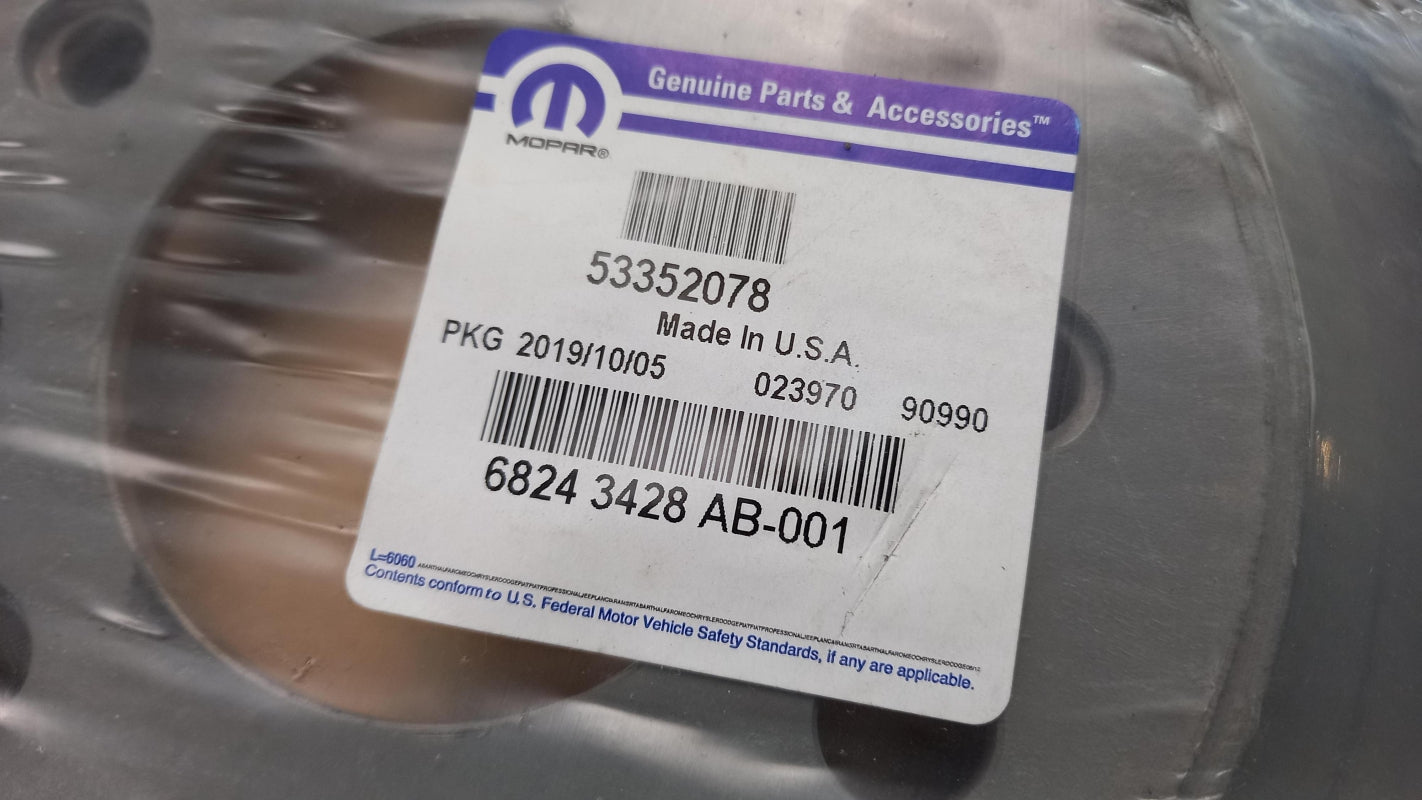 Genuine Parts & Accessories™
MOPAR®
53352078
Made In U.S.A.
PKG 2019/10/05 023970 90990
6824 3428 AB-001
L=6060
Contents conform to U.S. Federal Motor Vehicle Safety Standards, if any are applicable.